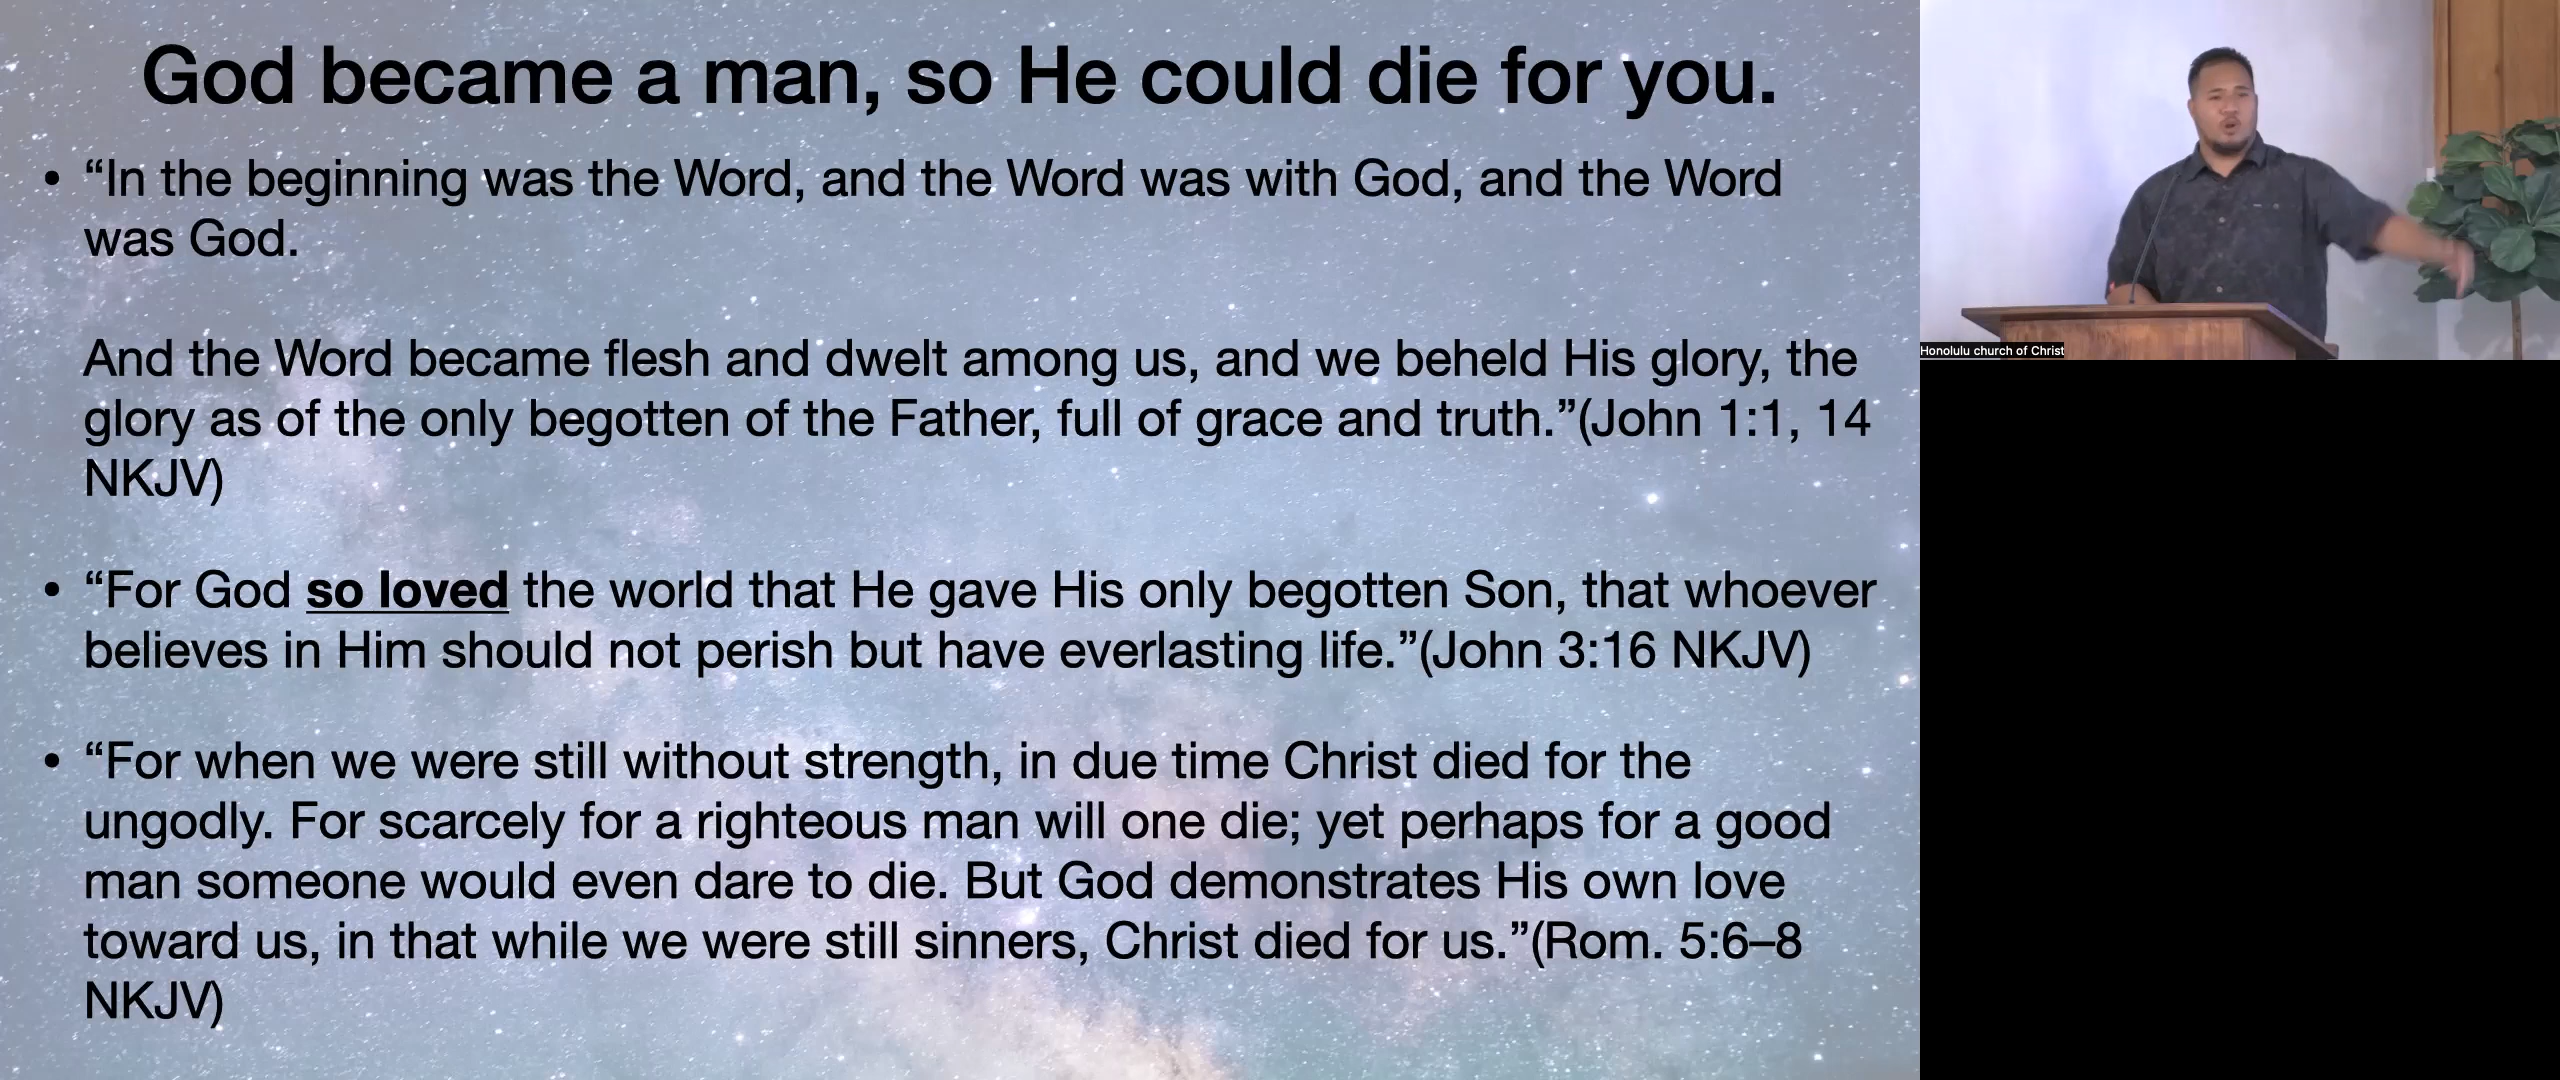 God became a man, so He could die for you.
• “In the beginning was the Word, and the Word was with God, and the Word
was God.
And the Word became flesh and dwelt among us, and we beheld His glory, the
glory as of the only begotten of the Father, full of grace and truth.”(John 1:1, 14
NKJV)
• “For God so loved the world that He gave His only begotten Son, that whoever
believes in Him should not perish but have everlasting life.”(John 3:16 NKJV)
• “For when we were still without strength, in due time Christ died for the
ungodly. For scarcely for a righteous man will one die; yet perhaps for a good
man someone would even dare to die. But God demonstrates His own love
toward us, in that while we were still sinners, Christ died for us.”(Rom. 5:6–8
NKJV)
Honolulu church of Christ